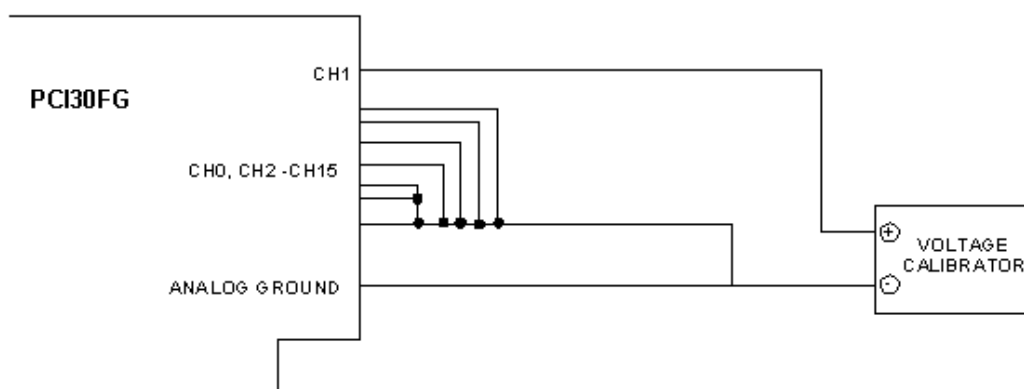 CH1
PCI30FG
CH0, CH2 -CH15
+
VOLTAGE
CALIBRATOR
-
ANALOG GROUND